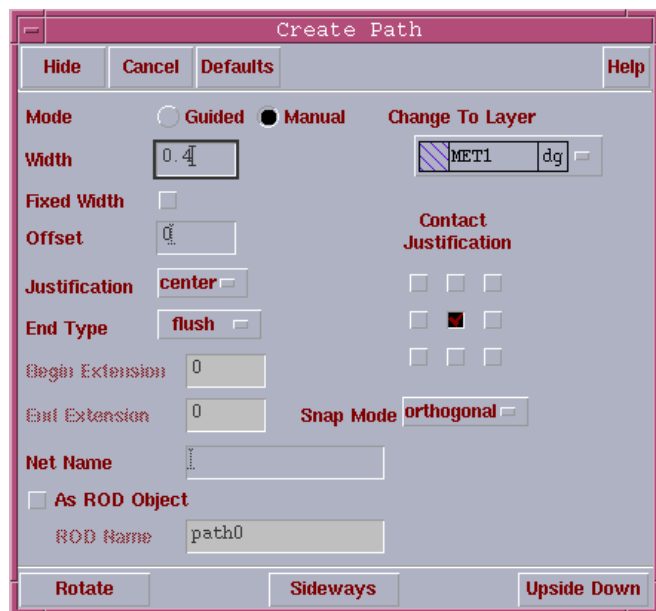 Create Path
Hide Cancel Defaults Help
Mode Guided Manual Change To Layer
Width 0.4 MET1 dg
Fixed Width
Contact
Offset 0 Justification
Justification center
End Type flush
Begin Extension 0
End Extension 0 Snap Mode orthogonal
Net Name
As ROD Object
ROD Name path0
Rotate Sideways Upside Down